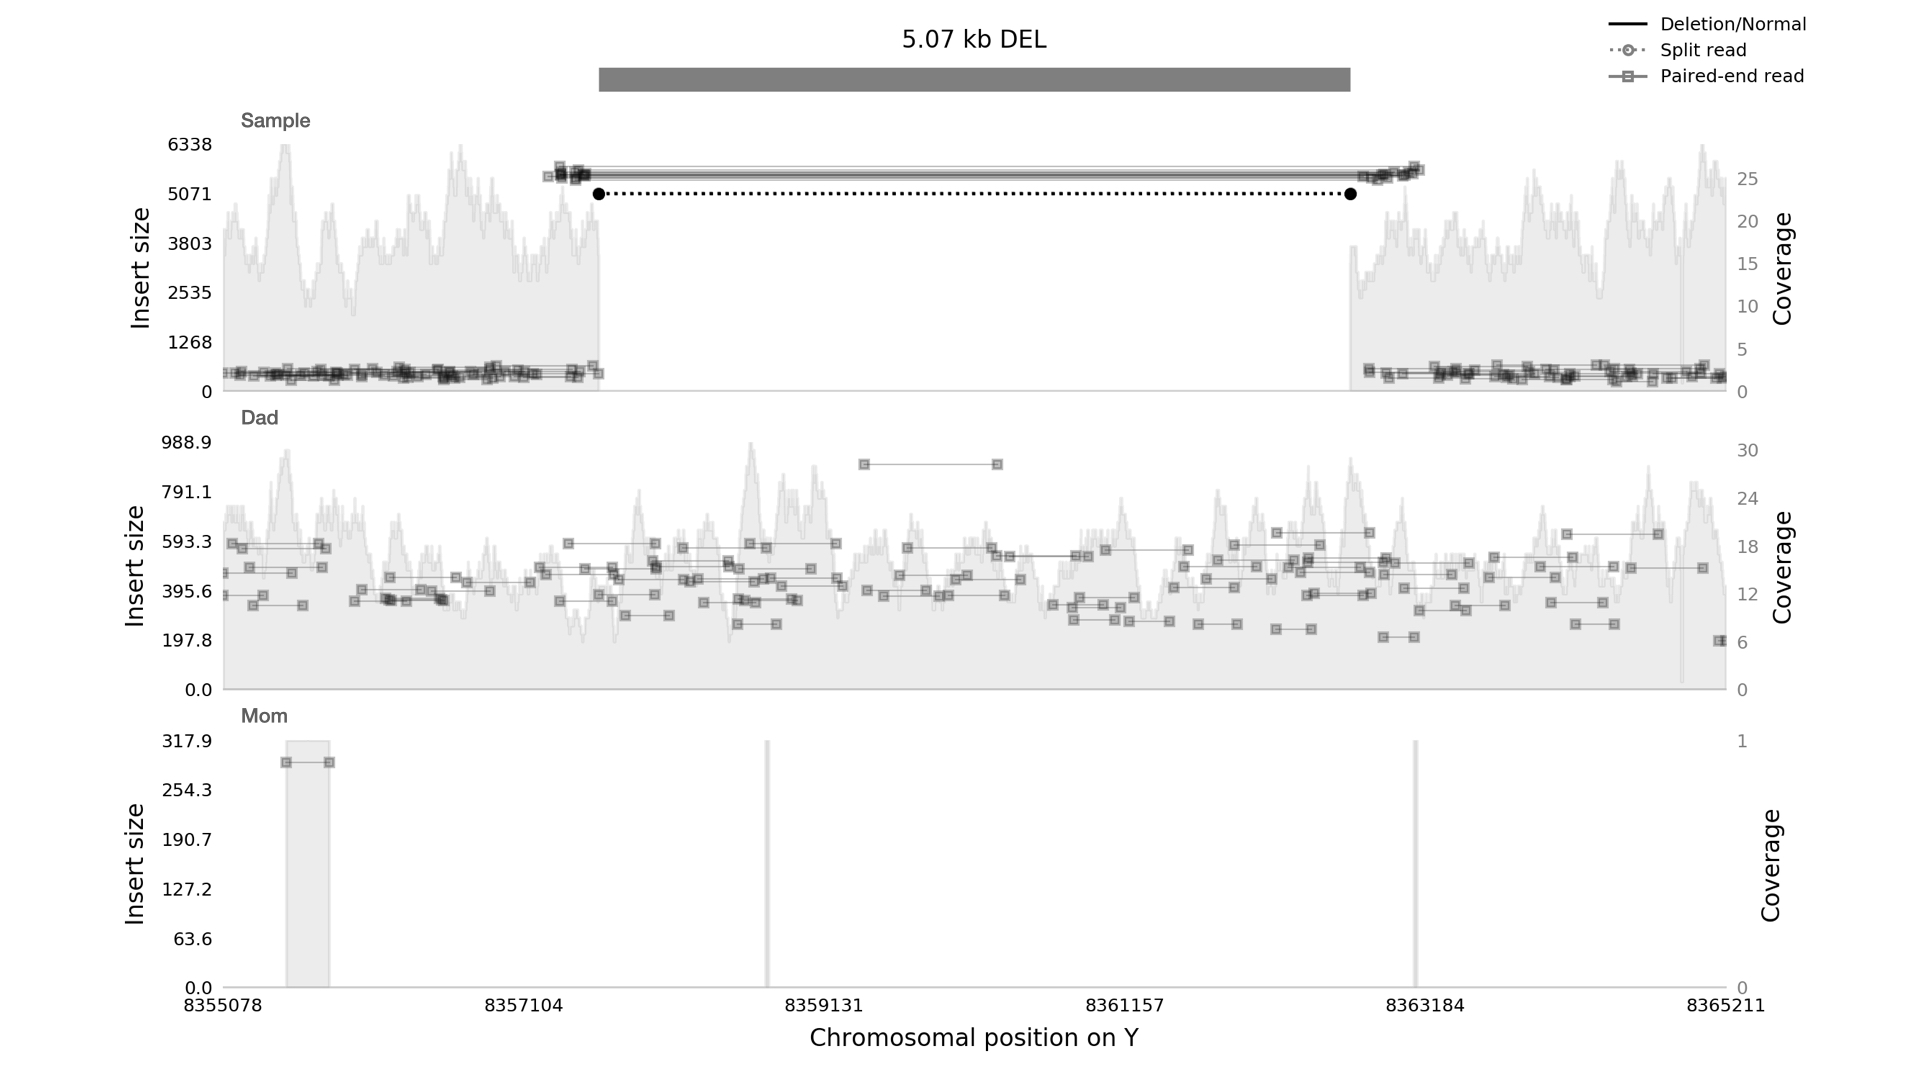 5.07 kb DEL
Deletion/Normal
Split read
Paired-end read
Sample
6338
5071
3803
2535
1268
0
Insert size
25
20
15
10
5
0
Coverage
Dad
988.9
791.1
593.3
395.6
197.8
0.0
Insert size
30
24
18
12
6
0
Coverage
Mom
317.9
254.3
190.7
127.2
63.6
0.0
Insert size
1
0
Coverage
8355078 8357104 8359131 8361157 8363184 8365211
Chromosomal position on Y